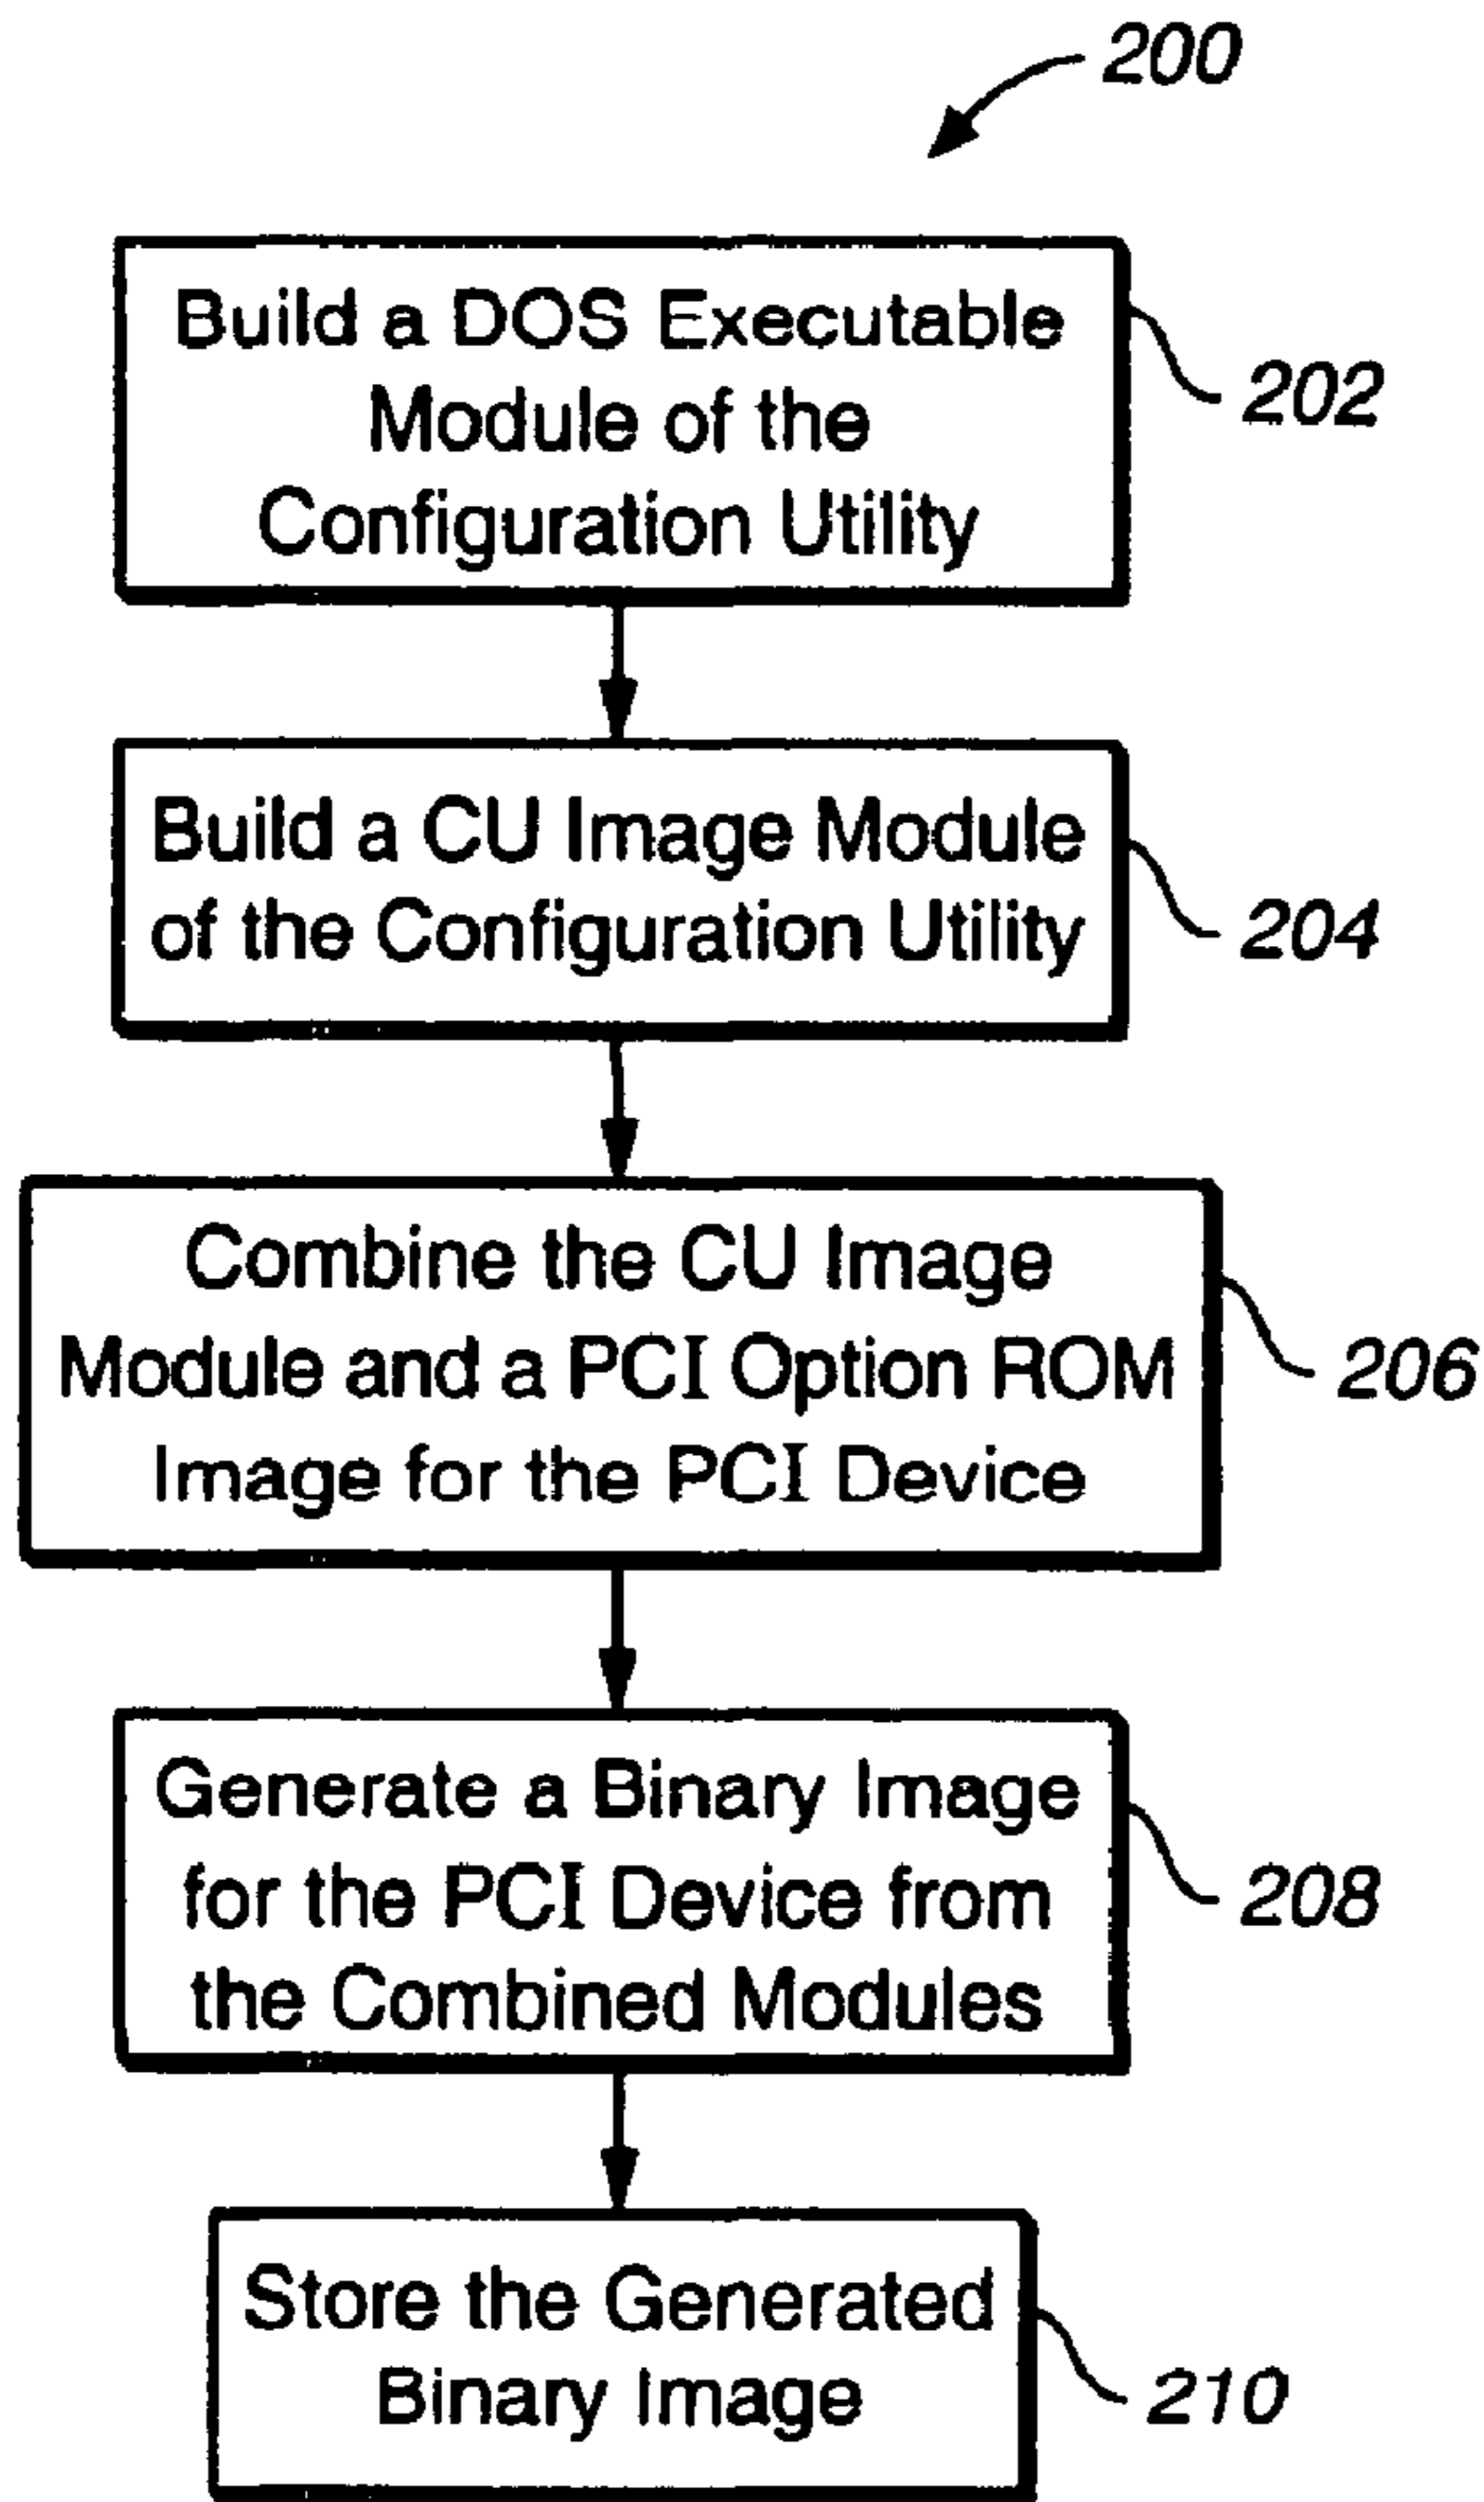 200
Build a DOS Executable
Module of the
Configuration Utility
202
Build a CU Image Module
of the Configuration Utility
204
Combine the CU Image
Module and a PCI Option ROM
Image for the PCI Device
206
Generate a Binary Image
for the PCI Device from
the Combined Modules
208
Store the Generated
Binary Image
210